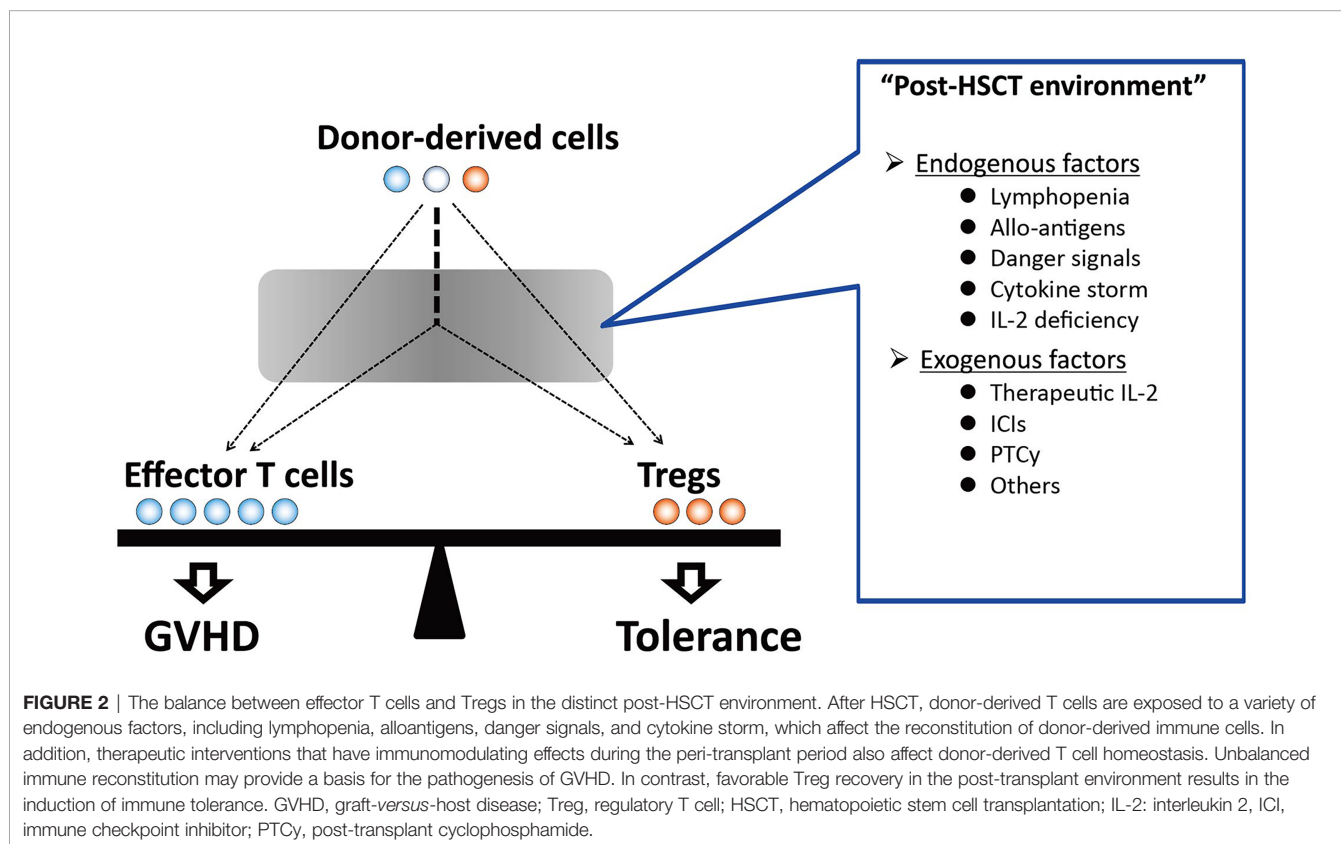 “Post-HSCT environment”
Donor-derived cells
➢ Endogenous factors
● Lymphopenia
● Allo-antigens
● Danger signals
● Cytokine storm
● IL-2 deficiency
➢ Exogenous factors
● Therapeutic IL-2
● ICIs
● PTCy
● Others
Effector T cells
Tregs
GVHD
Tolerance
FIGURE 2 | The balance between effector T cells and Tregs in the distinct post-HSCT environment. After HSCT, donor-derived T cells are exposed to a variety of
endogenous factors, including lymphopenia, alloantigens, danger signals, and cytokine storm, which affect the reconstitution of donor-derived immune cells. In
addition, therapeutic interventions that have immunomodulating effects during the peri-transplant period also affect donor-derived T cell homeostasis. Unbalanced
immune reconstitution may provide a basis for the pathogenesis of GVHD. In contrast, favorable Treg recovery in the post-transplant environment results in the
induction of immune tolerance. GVHD, graft-versus-host disease; Treg, regulatory T cell; HSCT, hematopoietic stem cell transplantation; IL-2: interleukin 2, ICI,
immune checkpoint inhibitor; PTCy, post-transplant cyclophosphamide.